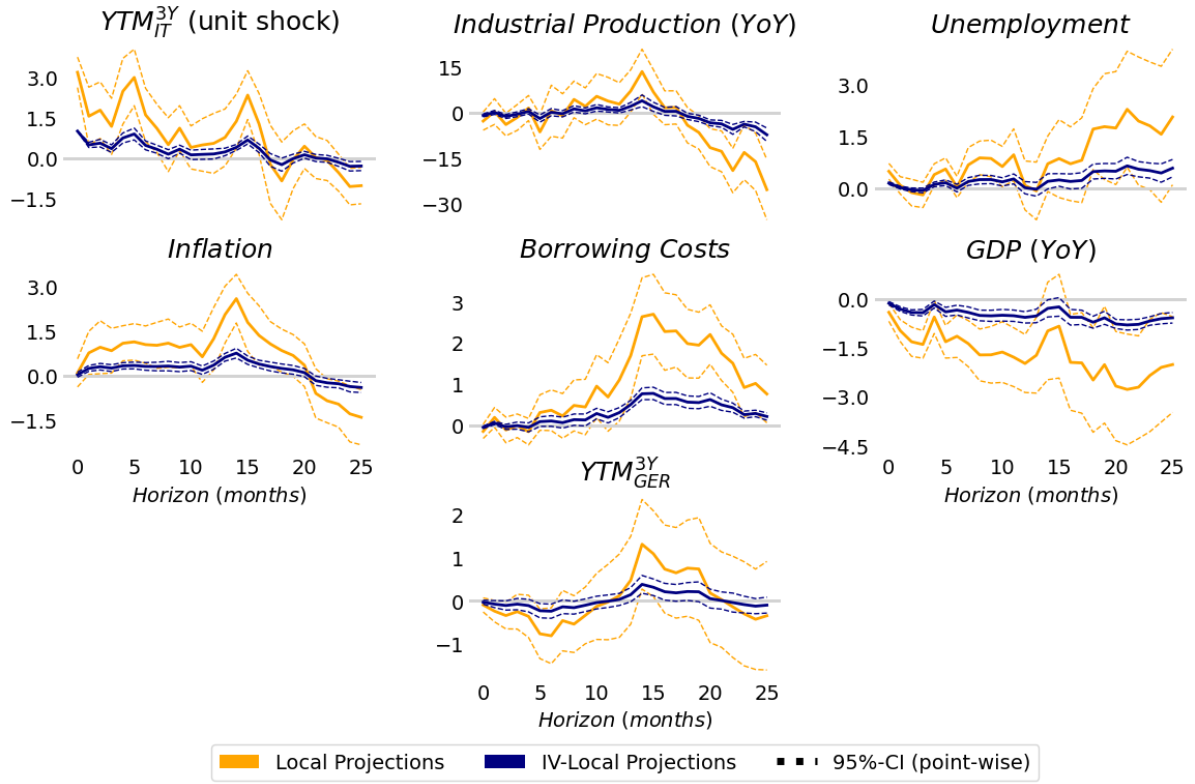 YTM_{IT}^{3Y} (unit shock)
Industrial Production (YoY)
Unemployment
3.0
1.5
0.0
−1.5
15
0
−15
−30
3.0
1.5
0.0
Inflation
Borrowing Costs
GDP (YoY)
3.0
1.5
0.0
−1.5
3
2
1
0
0.0
−1.5
−3.0
−4.5
0 5 10 15 20 25
Horizon (months)
0 5 10 15 20 25
Horizon (months)
YTM_{GER}^{3Y}
2
1
0
−1
0 5 10 15 20 25
Horizon (months)
Local Projections IV-Local Projections 95%-CI (point-wise)